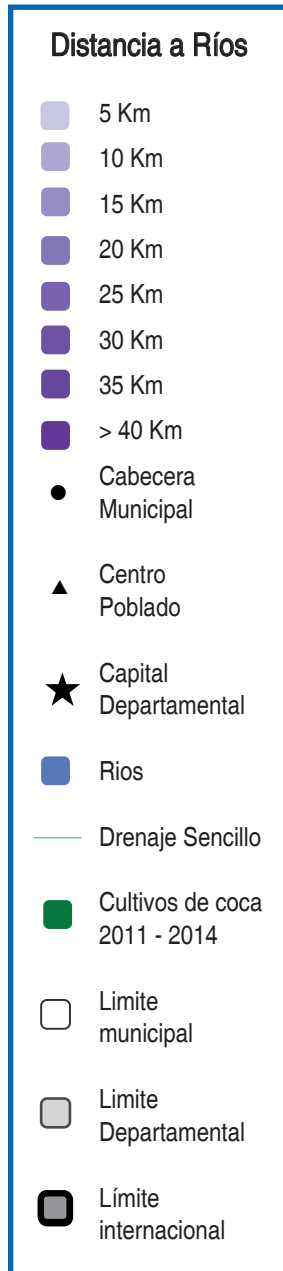 Distancia a Ríos
5 Km
10 Km
15 Km
20 Km
25 Km
30 Km
35 Km
> 40 Km
Cabecera
Municipal
Centro
Poblado
Capital
Departamental
Rios
Drenaje Sencillo
Cultivos de coca
2011 - 2014
Limite
municipal
Limite
Departamental
Límite
internacional